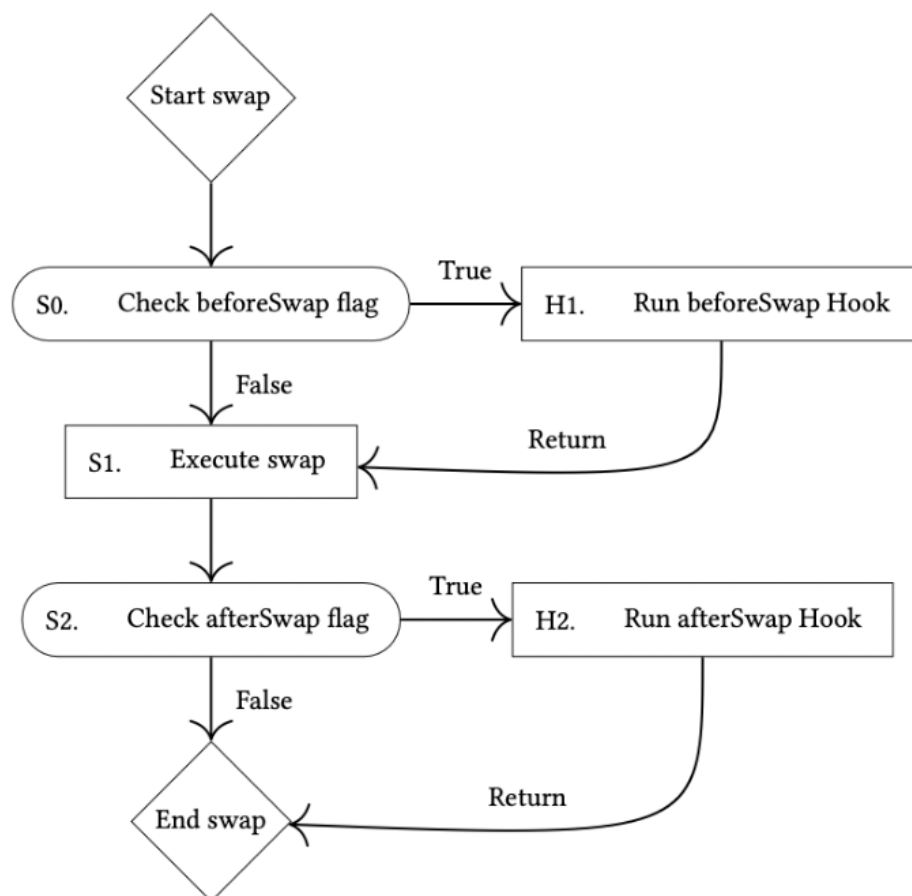 Start swap
True
S0. Check beforeSwap flag
H1. Run beforeSwap Hook
False
Return
S1. Execute swap
True
S2. Check afterSwap flag
H2. Run afterSwap Hook
False
Return
End swap